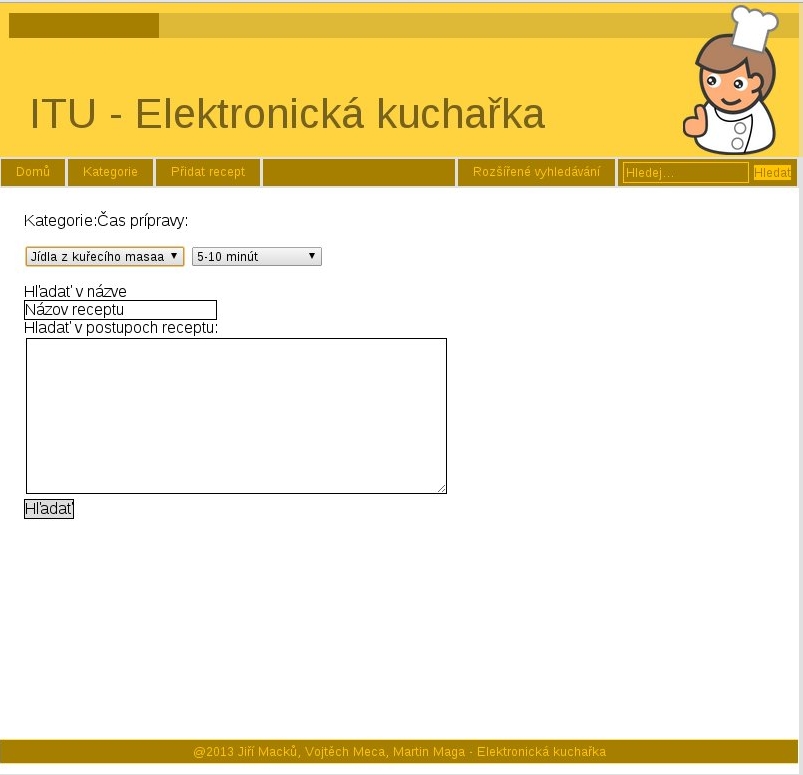 ITU - Elektronická kuchařka
Domů Kategorie Přidat recept Rozšířené vyhledávání Hledej... Hledat
Kategorie:Čas prípravy:
Jídla z kuřecího masaa 5-10 minút
Hľadať v názve
Názov receptu
Hladať v postupoch receptu:
Hľadať
@2013 Jiří Macků, Vojtěch Meca, Martin Maga - Elektronická kuchařka